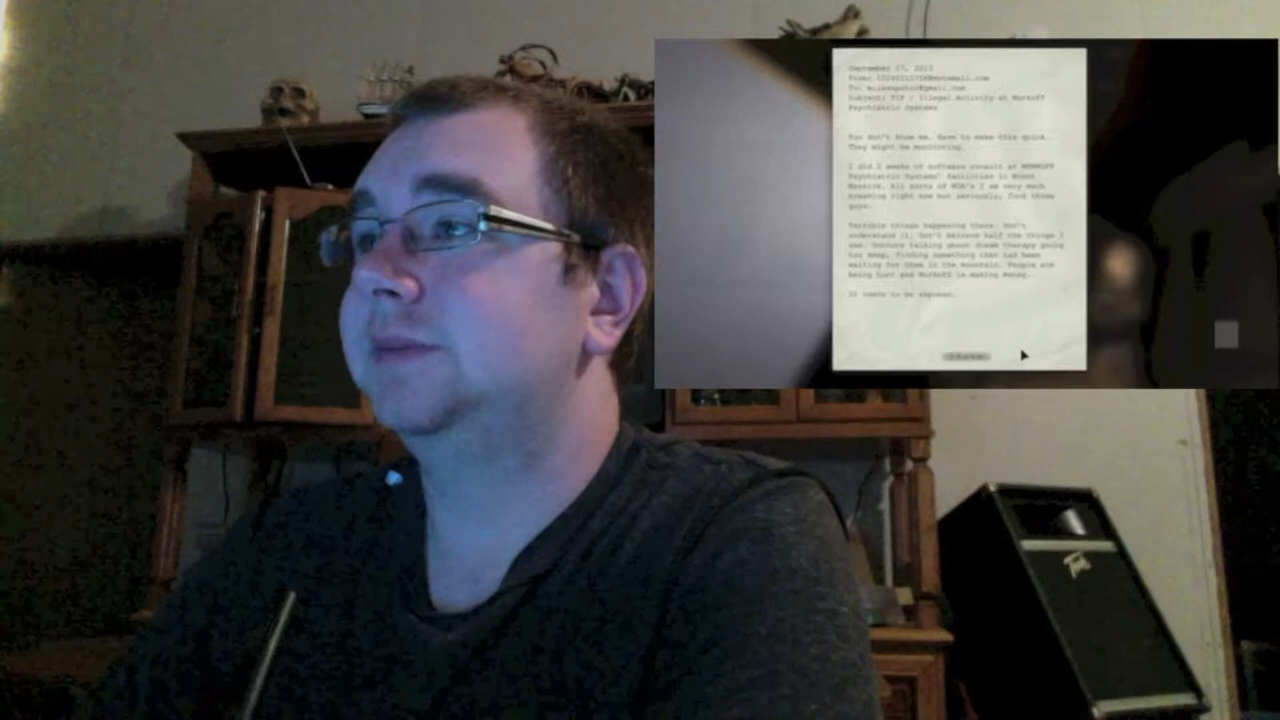 September 17, 2013
From:
To:
Subject: TIP / Illegal Activity at Murkoff
Psychiatric Systems
You don't know me. Have to make this quick.
They might be monitoring.
I did 2 weeks of software consult at MURKOFF
Psychiatric Systems' facilities in Mount
Massive. All sorts of NDA's I am very much
breaking right now but seriously, fuck those
guys.
Terrible things happening there. Don't
understand it. Don't believe half the things I
saw. Doctors talking about dream therapy going
too deep, finding something that had been
waiting for them in the mountain. People are
being hurt and Murkoff is making money.
It needs to be exposed.